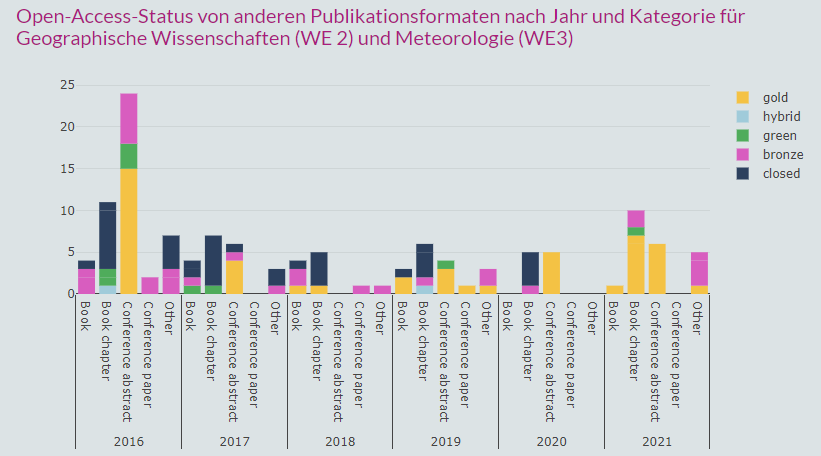 Open-Access-Status von anderen Publikationsformaten nach Jahr und Kategorie für
Geographische Wissenschaften (WE 2) und Meteorologie (WE3)
25
20
15
10
5
0
gold
hybrid
green
bronze
closed
Book
Book chapter
Conference abstract
Conference paper
Other
Book
Book chapter
Conference abstract
Conference paper
Other
Book
Book chapter
Conference abstract
Conference paper
Other
Book
Book chapter
Conference abstract
Conference paper
Other
Book
Book chapter
Conference abstract
Conference paper
Other
Book
Book chapter
Conference abstract
Conference paper
Other
2016
2017
2018
2019
2020
2021